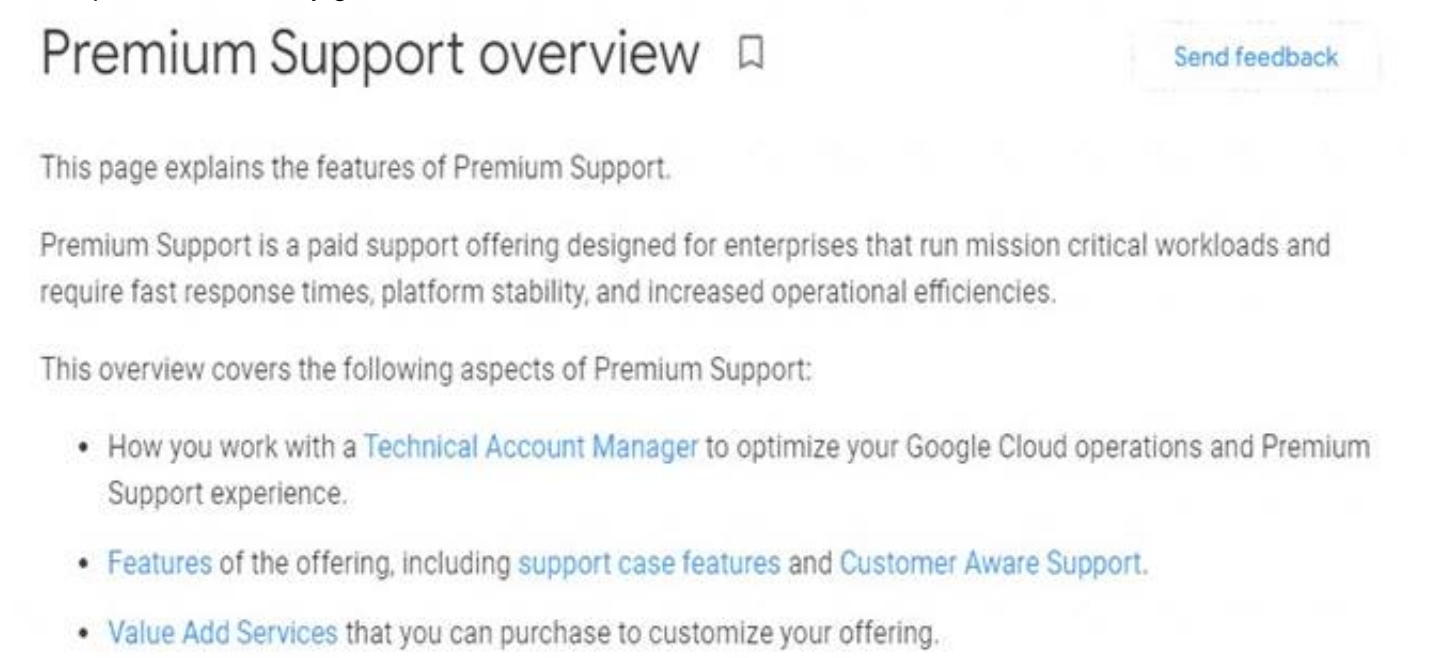 Premium Support overview
Send feedback
This page explains the features of Premium Support.
Premium Support is a paid support offering designed for enterprises that run mission critical workloads and
require fast response times, platform stability, and increased operational efficiencies.
This overview covers the following aspects of Premium Support:
• How you work with a Technical Account Manager to optimize your Google Cloud operations and Premium
Support experience.
• Features of the offering, including support case features and Customer Aware Support.
• Value Add Services that you can purchase to customize your offering.